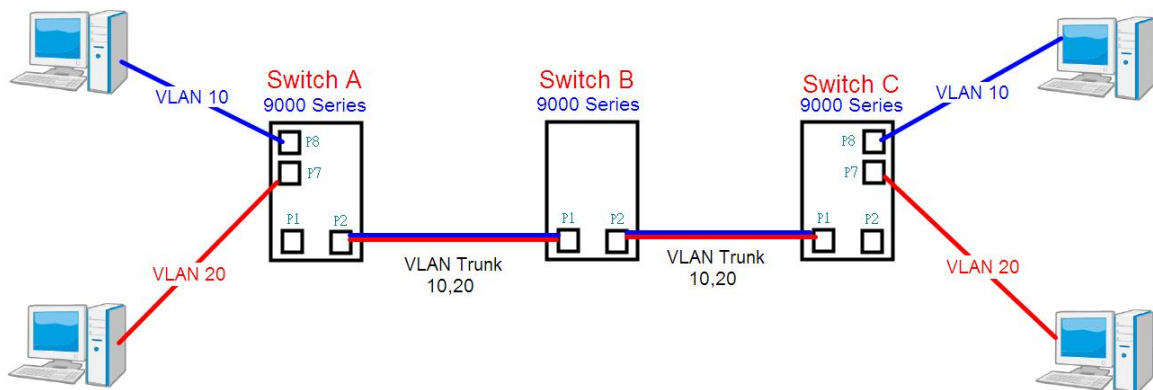 Switch A
9000 Series
Switch B
9000 Series
Switch C
9000 Series
VLAN 10
VLAN 10
P8
P7
P1
P2
P1
P2
P8
P7
P1
P2
VLAN Trunk
10,20
VLAN Trunk
10,20
VLAN 20
VLAN 20